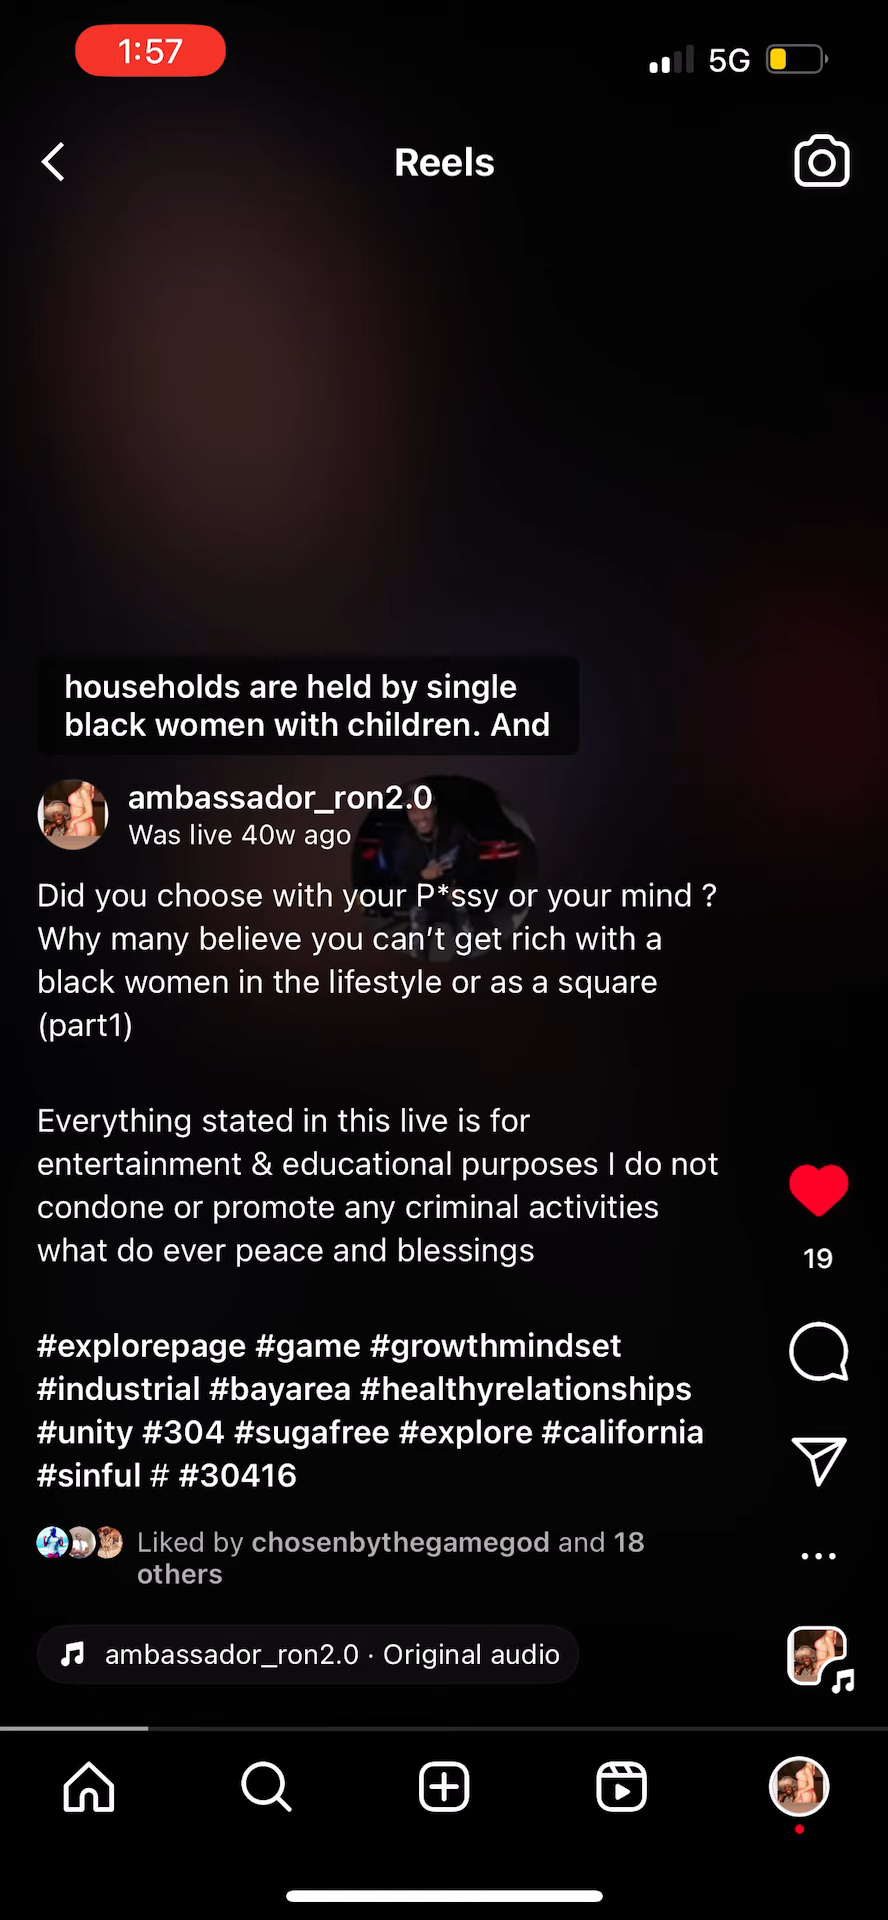 1:57
5G
Reels
households are held by single
black women with children. And
ambassador_ron2.0
Was live 40w ago
Did you choose with your P*ssy or your mind ?
Why many believe you can't get rich with a
black women in the lifestyle or as a square
(part1)
Everything stated in this live is for
entertainment & educational purposes I do not
condone or promote any criminal activities
what do ever peace and blessings
#explorepage #game #growthmindset
#industrial #bayarea #healthyrelationships
#unity #304 #sugafree #explore #california
#sinful # #30416
19
Liked by chosenbythegamegod and 18
others
ambassador_ron2.0 · Original audio